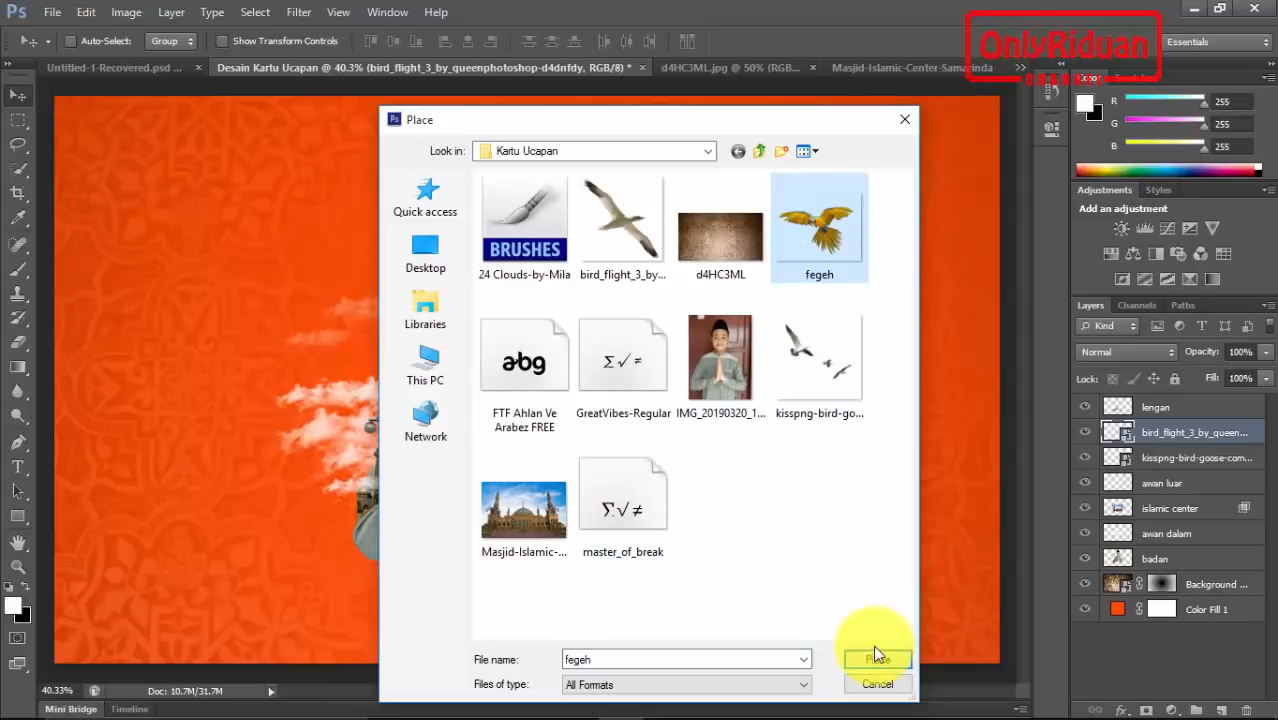 Ps File Edit Image Layer Type Select Filter View Window Help
Auto-Select: Group Show Transform Controls Essentials
OnlyRiduan
CHANNEL
Untitled-1-Recovered.psd ... × Desain Kartu Ucapan @ 40.3% (bird_flight_3_by_queenphotoshop-d4dnfdy, RGB/8) * × d4HC3ML.jpg @ 50% (RGB... × Masjid-Islamic-Center-Samarinda
Color
R 255
G 255
B 255
Adjustments Styles
Add an adjustment
Layers Channels Paths
Kind
Normal Opacity: 100%
Lock: Fill: 100%
lengan
bird_flight_3_by_queen...
kisspng-bird-goose-com...
awan luar
islamic center
awan dalam
badan
Background ...
Color Fill 1
Ps Place
Look in: Kartu Ucapan
Quick access
Desktop
Libraries
This PC
Network
BRUSHES
24 Clouds-by-Mila bird_flight_3_by... d4HC3ML fegeh
abg Σ√≠
FTF Ahlan Ve Arabez FREE GreatVibes-Regular IMG_20190320_1... kisspng-bird-go...
Σ√≠
Masjid-Islamic-... master_of_break
File name: fegeh Place
Files of type: All Formats Cancel
40.33% Doc: 10.7M/31.7M
Mini Bridge Timeline